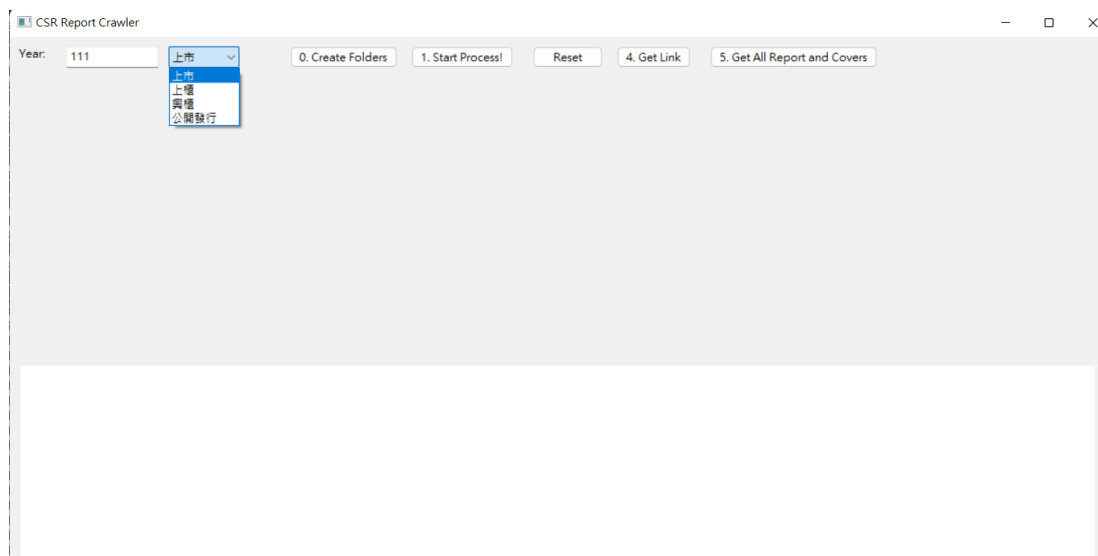 CSR Report Crawler
Year: 111 上市 0. Create Folders 1. Start Process! Reset 4. Get Link 5. Get All Report and Covers
上市
上櫃
興櫃
公開發行